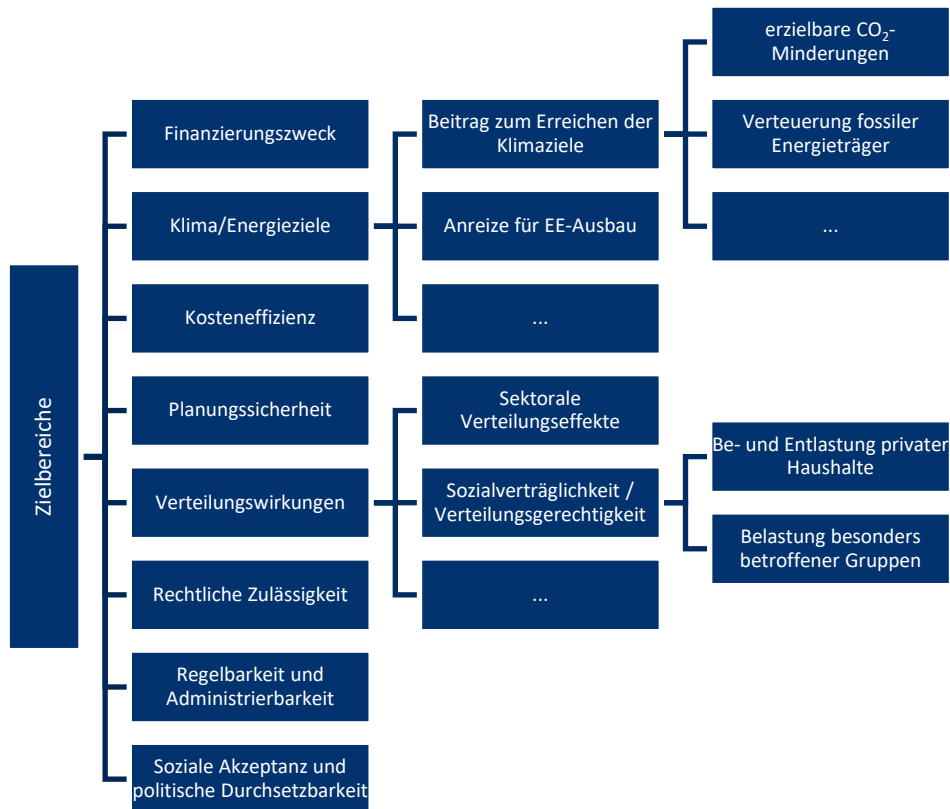 Zielbereiche
Finanzierungszweck
Klima/Energieziele
Kosteneffizienz
Planungssicherheit
Verteilungswirkungen
Rechtliche Zulässigkeit
Regelbarkeit und
Administrierbarkeit
Soziale Akzeptanz und
politische Durchsetzbarkeit
Beitrag zum Erreichen der
Klimaziele
Anreize für EE-Ausbau
...
Sektorale
Verteilungseffekte
Sozialverträglichkeit /
Verteilungsgerechtigkeit
...
erzielbare CO₂-
Minderungen
Verteuerung fossiler
Energieträger
...
Be- und Entlastung privater
Haushalte
Belastung besonders
betroffener Gruppen